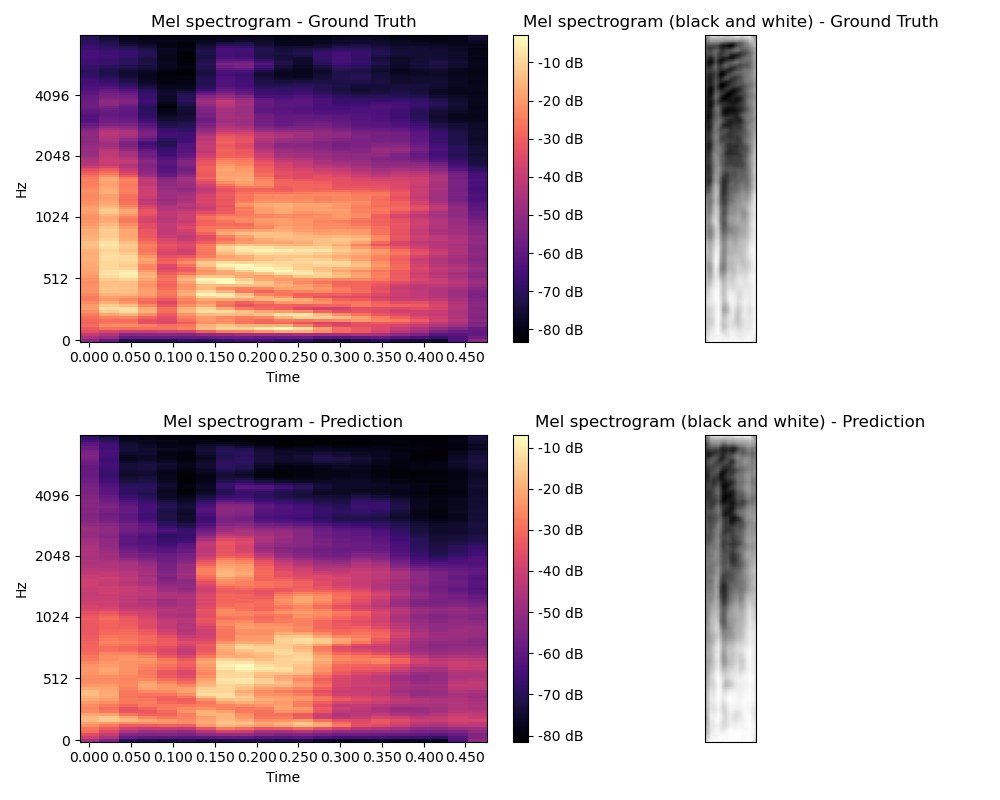 Mel spectrogram - Ground Truth
Mel spectrogram (black and white) - Ground Truth
Hz
4096
2048
1024
512
0
0.000 0.050 0.100 0.150 0.200 0.250 0.300 0.350 0.400 0.450
Time
-10 dB
-20 dB
-30 dB
-40 dB
-50 dB
-60 dB
-70 dB
-80 dB
Mel spectrogram - Prediction
Mel spectrogram (black and white) - Prediction
Hz
4096
2048
1024
512
0
0.000 0.050 0.100 0.150 0.200 0.250 0.300 0.350 0.400 0.450
Time
-10 dB
-20 dB
-30 dB
-40 dB
-50 dB
-60 dB
-70 dB
-80 dB